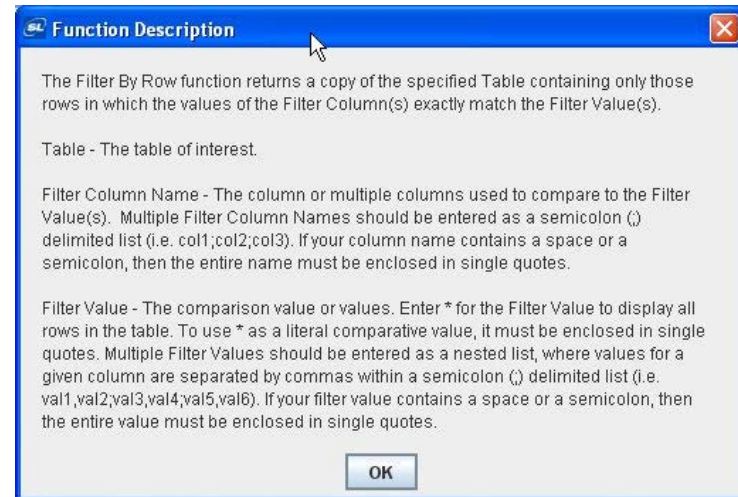 SL Function Description
The Filter By Row function returns a copy of the specified Table containing only those
rows in which the values of the Filter Column(s) exactly match the Filter Value(s).
Table - The table of interest.
Filter Column Name - The column or multiple columns used to compare to the Filter
Value(s).  Multiple Filter Column Names should be entered as a semicolon (;)
delimited list (i.e. col1;col2;col3). If your column name contains a space or a
semicolon, then the entire name must be enclosed in single quotes.
Filter Value - The comparison value or values. Enter * for the Filter Value to display all
rows in the table. To use * as a literal comparative value, it must be enclosed in single
quotes. Multiple Filter Values should be entered as a nested list, where values for a
given column are separated by commas within a semicolon (;) delimited list (i.e.
val1,val2;val3,val4;val5,val6). If your filter value contains a space or a semicolon, then
the entire value must be enclosed in single quotes.
OK